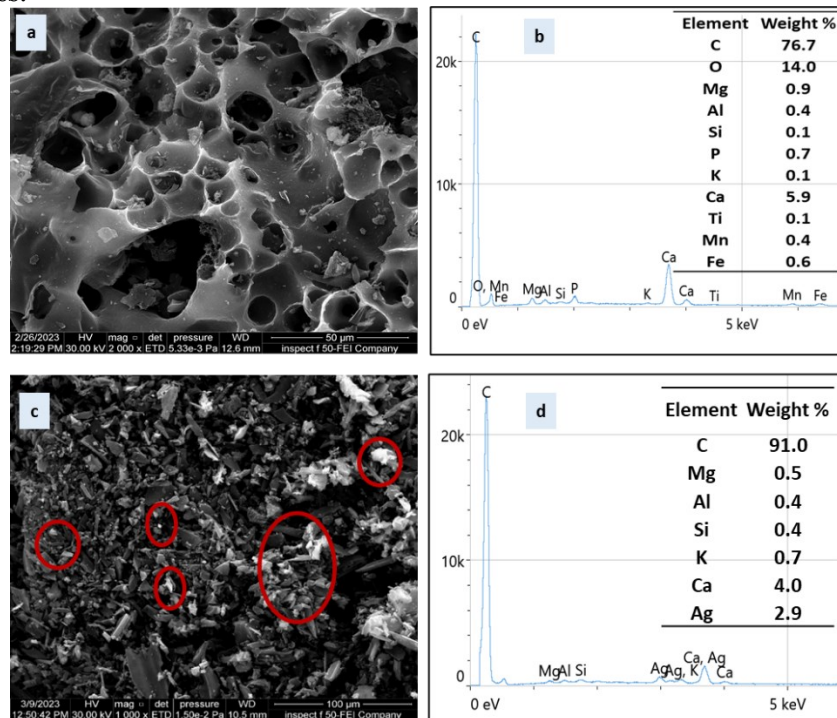 a
2/26/2023 HV mag det pressure WD 50 µm
2:19:29 PM 30.00 kV 2 000 x ETD 5.33e-3 Pa 12.6 mm inspect f 50-FEI Company
b
Element Weight %
C 76.7
O 14.0
Mg 0.9
Al 0.4
Si 0.1
P 0.7
K 0.1
Ca 5.9
Ti 0.1
Mn 0.4
Fe 0.6
C
20k
10k
0
O, Mn
Fe
Mg
Al
Si
P
K
Ca
Ca
Ti
Mn
Fe
0 eV
5 keV
c
3/9/2023 HV mag det pressure WD 100 µm
12:50:42 PM 30.00 kV 1 000 x ETD 1.50e-2 Pa 10.5 mm inspect f 50-FEI Company
d
Element Weight %
C 91.0
Mg 0.5
Al 0.4
Si 0.4
K 0.7
Ca 4.0
Ag 2.9
C
20k
10k
0
Mg
Al
Si
Ag
Ag, K
Ca, Ag
Ca
0 eV
5 keV